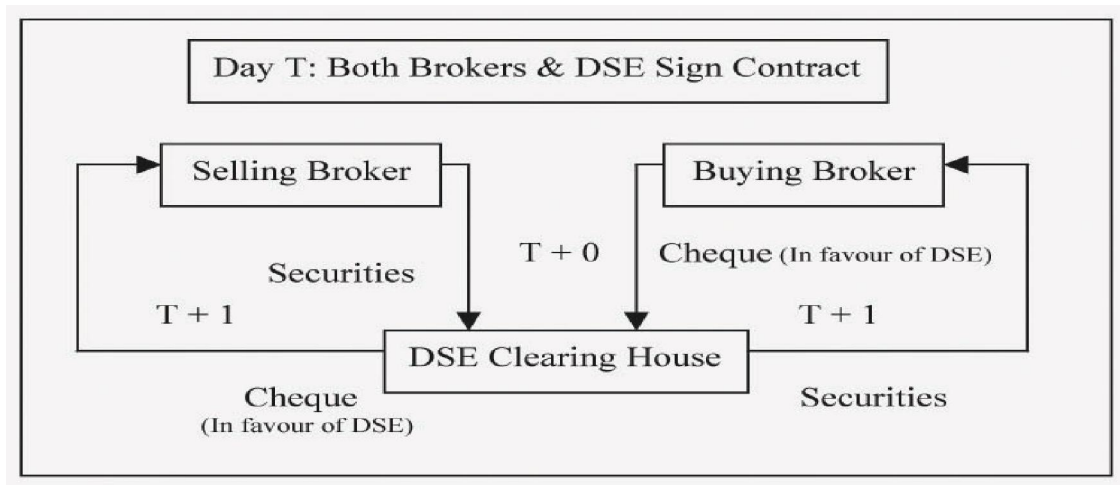 Day T: Both Brokers & DSE Sign Contract
Selling Broker
Buying Broker
T + 0
Cheque (In favour of DSE)
Securities
T + 1
T + 1
DSE Clearing House
Cheque
(In favour of DSE)
Securities